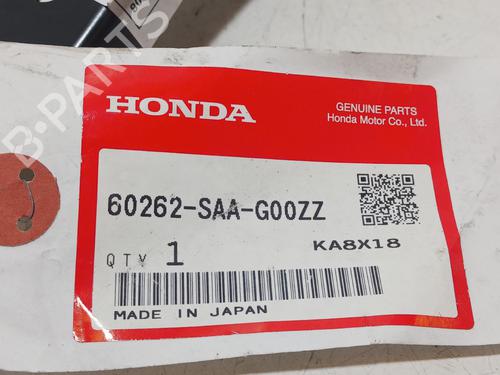 HONDA
GENUINE PARTS
Honda Motor Co., Ltd.
60262-SAA-G00ZZ
QTY 1
KA8X18
MADE IN JAPAN
B-PARTS